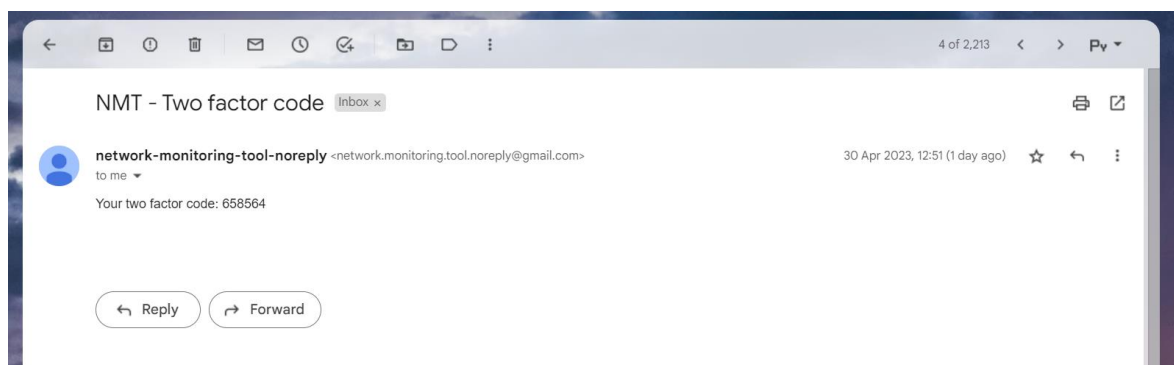 4 of 2,213
Ру
NMT - Two factor code Inbox ×
network-monitoring-tool-noreply <network.monitoring.tool.noreply@gmail.com> 30 Apr 2023, 12:51 (1 day ago)
to me
Your two factor code: 658564
Reply Forward